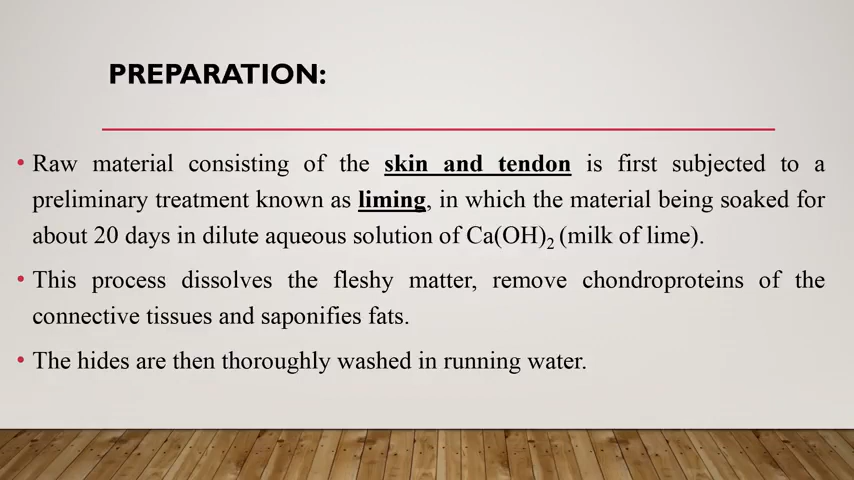 PREPARATION:
• Raw material consisting of the skin and tendon is first subjected to a
preliminary treatment known as liming, in which the material being soaked for
about 20 days in dilute aqueous solution of Ca(OH)₂ (milk of lime).
• This process dissolves the fleshy matter, remove chondroproteins of the
connective tissues and saponifies fats.
• The hides are then thoroughly washed in running water.